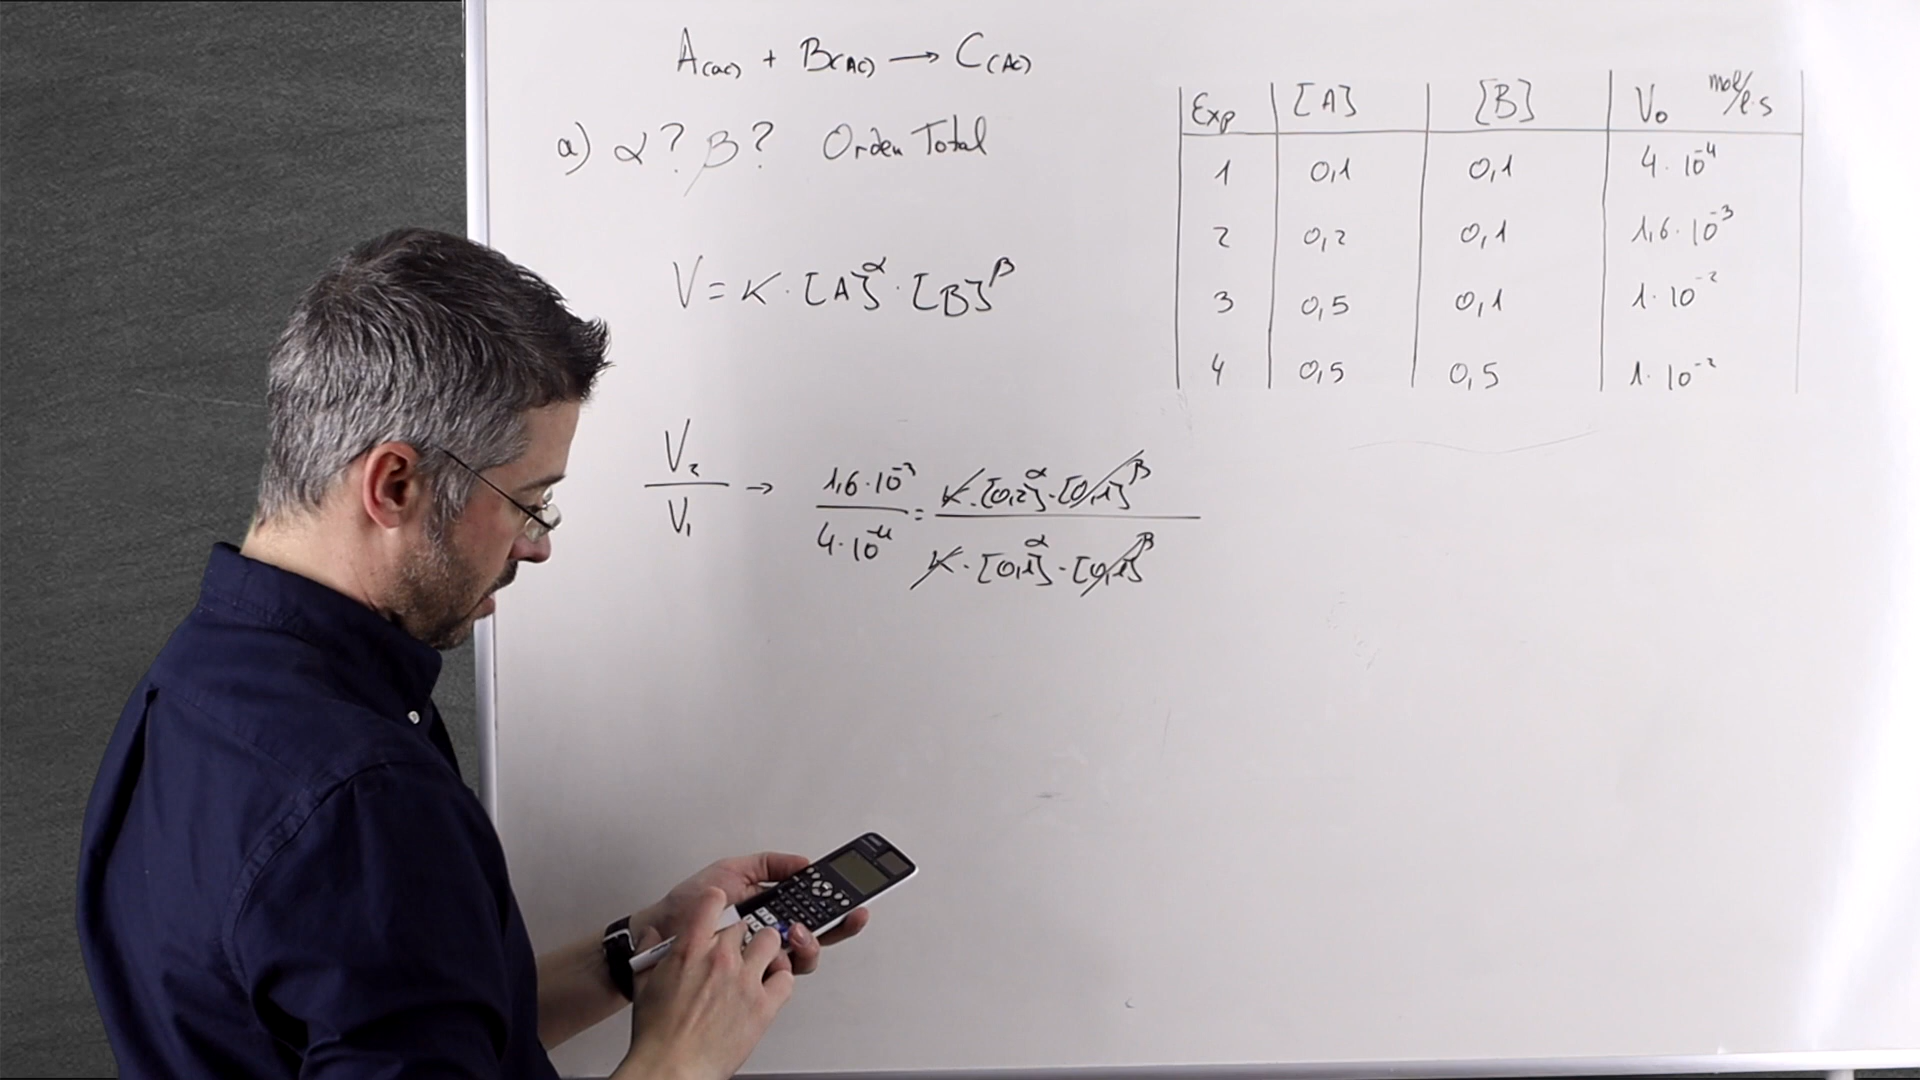 A(ac) + B(Ac) → C(Ac)
a) α? β? Orden Total
V = K · [A]^α · [B]^β
V₂/V₁ → 1,6·10⁻³/4·10⁻⁴ = K·[0,2]^α·[0,1]^β/K·[0,1]^α·[0,1]^β
Exp [A] [B] V₀ mol/l·s
1 0,1 0,1 4·10⁻⁴
2 0,2 0,1 1,6·10⁻³
3 0,5 0,1 1·10⁻²
4 0,5 0,5 1·10⁻²